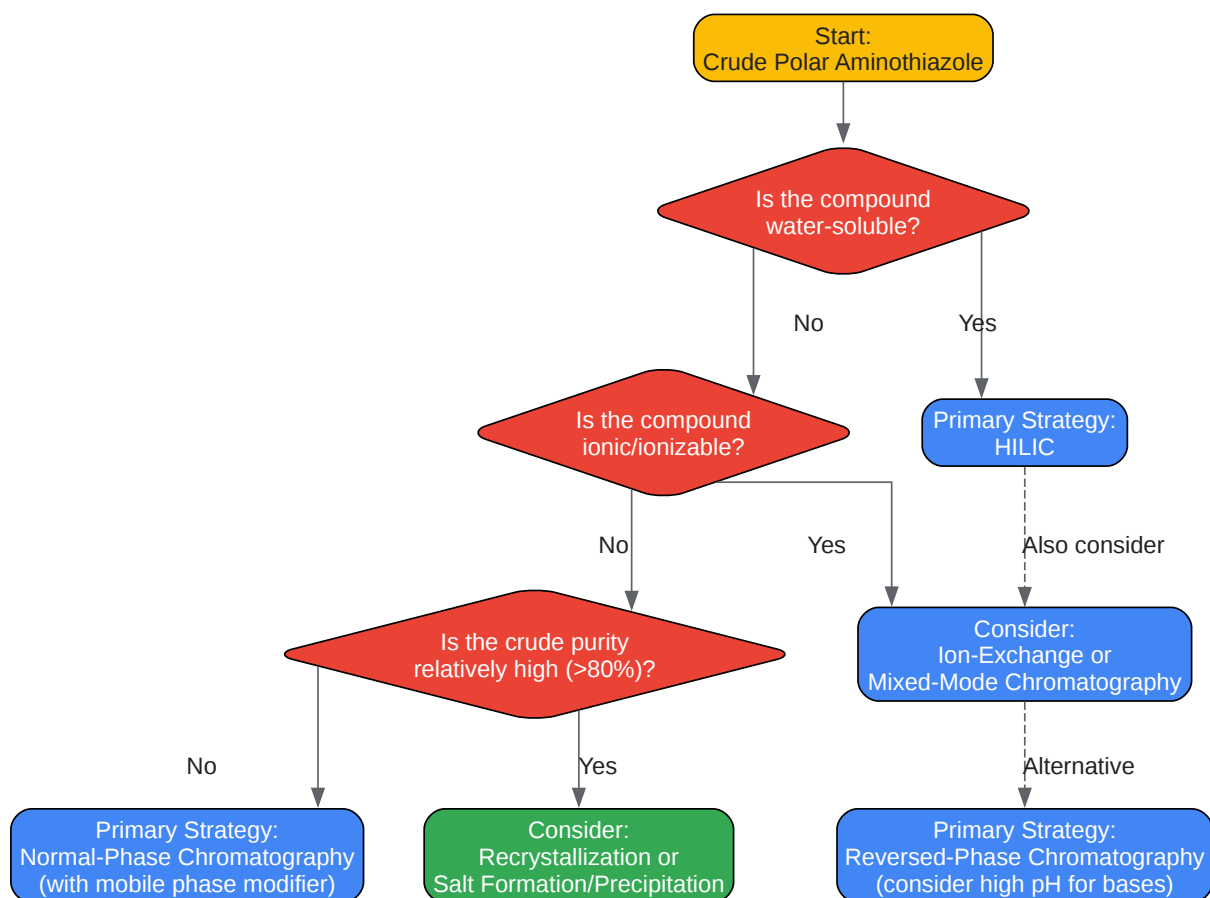 Start:
Crude Polar Aminothiazole
Is the compound
water-soluble?
No
Yes
Is the compound
ionic/ionizable?
Primary Strategy:
HILIC
No
Yes
Also consider
Is the crude purity
relatively high (>80%)?
Consider:
Ion-Exchange or
Mixed-Mode Chromatography
No
Yes
Alternative
Primary Strategy:
Normal-Phase Chromatography
(with mobile phase modifier)
Consider:
Recrystallization or
Salt Formation/Precipitation
Primary Strategy:
Reversed-Phase Chromatography
(consider high pH for bases)